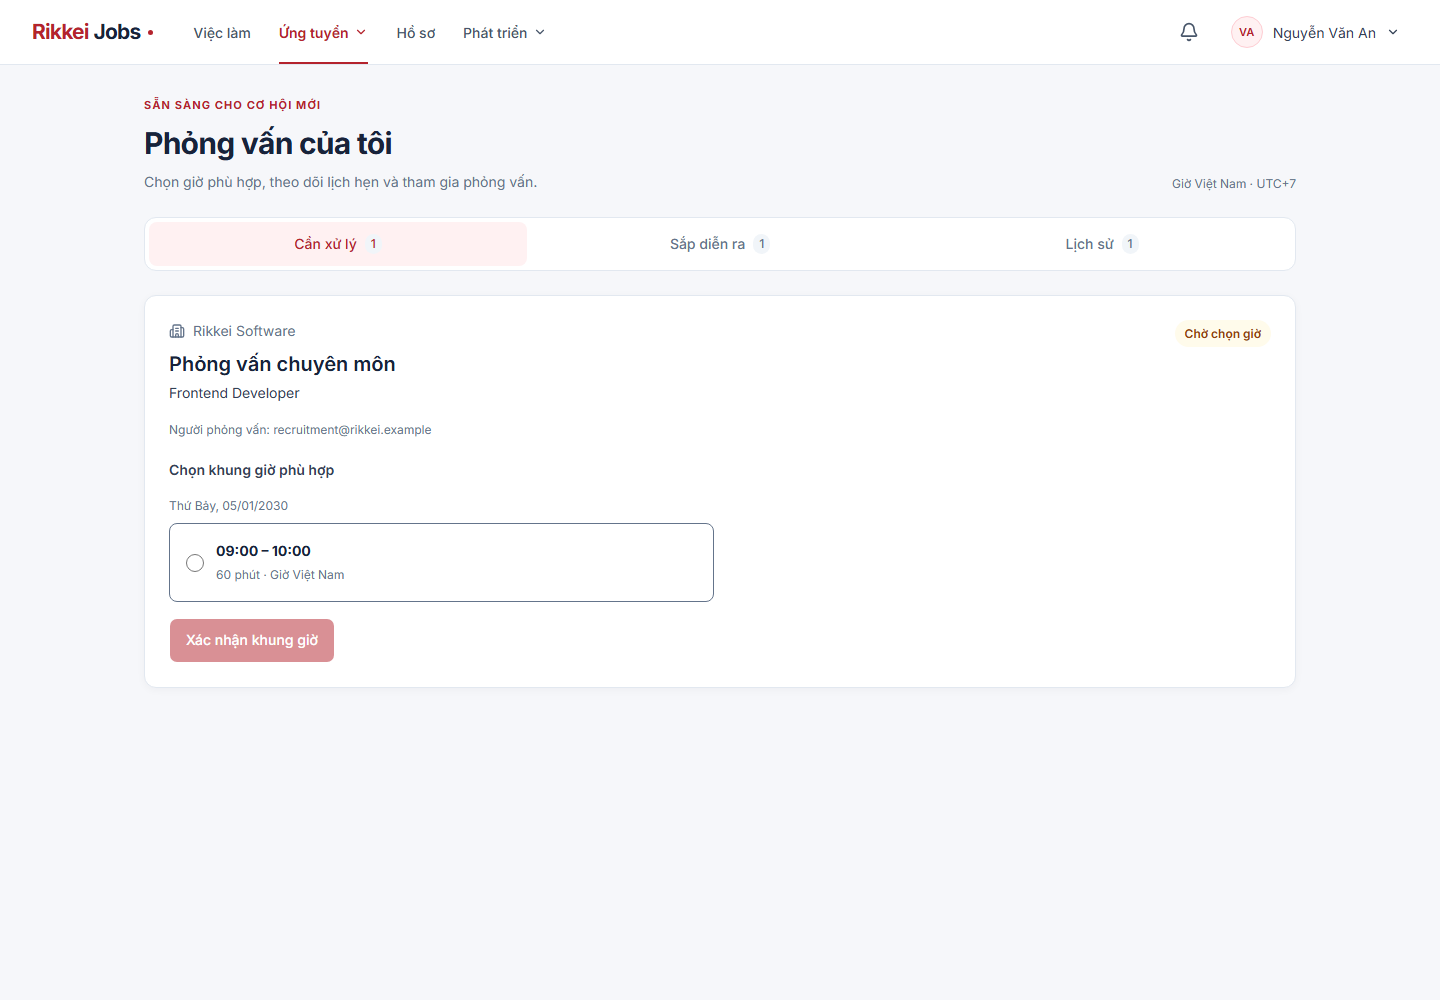 Rikkei Jobs
Việc làm
Ứng tuyển
Hồ sơ
Phát triển
VA
Nguyễn Văn An
SẴN SÀNG CHO CƠ HỘI MỚI
Phỏng vấn của tôi
Chọn giờ phù hợp, theo dõi lịch hẹn và tham gia phỏng vấn.
Giờ Việt Nam · UTC+7
Cần xử lý 1
Sắp diễn ra 1
Lịch sử 1
Rikkei Software
Chờ chọn giờ
Phỏng vấn chuyên môn
Frontend Developer
Người phỏng vấn: recruitment@rikkei.example
Chọn khung giờ phù hợp
Thứ Bảy, 05/01/2030
09:00 – 10:00
60 phút · Giờ Việt Nam
Xác nhận khung giờ